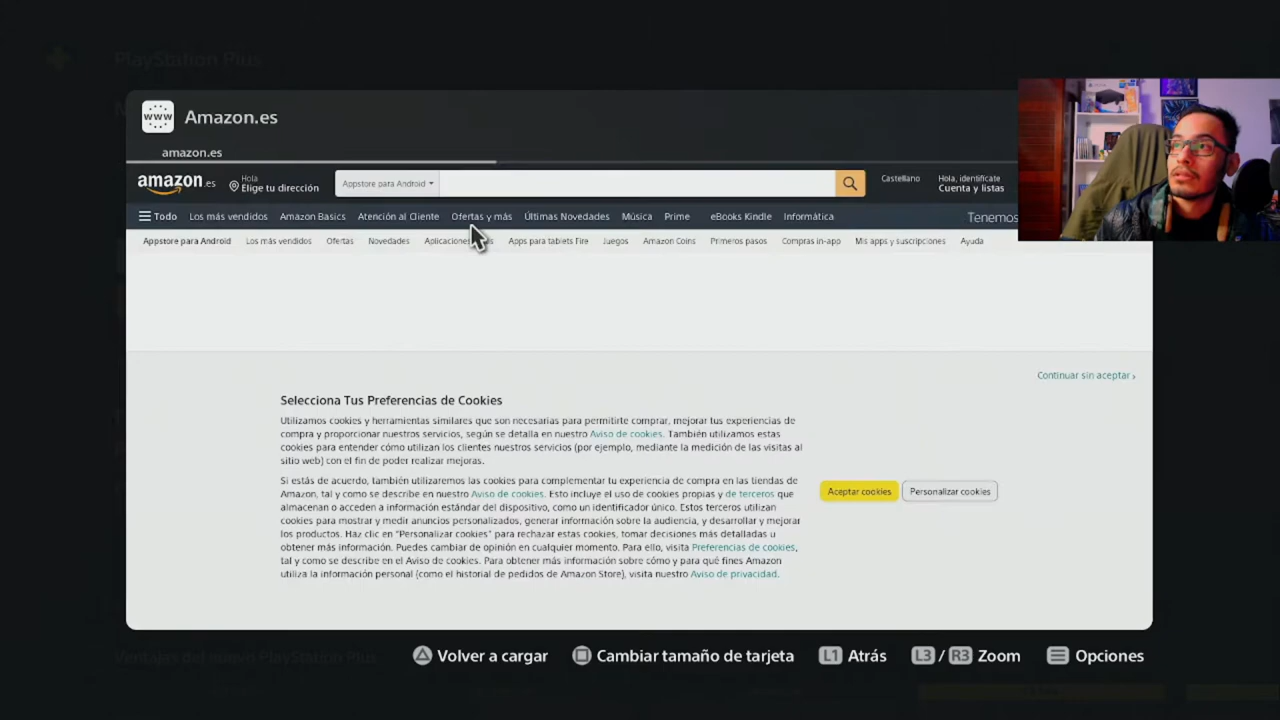 PlayStation Plus
Amazon.es
amazon.es
amazon.es
Hola
Elige tu dirección
Appstore para Android
Castellano
Hola, identifícate
Cuenta y listas
Todo Los más vendidos Amazon Basics Atención al Cliente Ofertas y más Últimas Novedades Música Prime eBooks Kindle Informática Tenemos
Appstore para Android Los más vendidos Ofertas Novedades Apps para tablets Fire Juegos Amazon Coins Primeros pasos Compras in-app Mis apps y suscripciones Ayuda
Continuar sin aceptar ›
Selecciona Tus Preferencias de Cookies
Utilizamos cookies y herramientas similares que son necesarias para permitirte comprar, mejorar tus experiencias de
compra y proporcionar nuestros servicios, según se detalla en nuestro Aviso de cookies. También utilizamos estas
cookies para entender cómo utilizan los clientes nuestros servicios (por ejemplo, mediante la medición de las visitas al
sitio web) con el fin de poder realizar mejoras.
Si estás de acuerdo, también utilizaremos las cookies para complementar tu experiencia de compra en las tiendas de
Amazon, tal y como se describe en nuestro Aviso de cookies. Esto incluye el uso de cookies propias y de terceros que
almacenan o acceden a información estándar del dispositivo, como un identificador único. Estos terceros utilizan
cookies para mostrar y medir anuncios personalizados, generar información sobre la audiencia, y desarrollar y mejorar
los productos. Haz clic en "Personalizar cookies" para rechazar estas cookies, tomar decisiones más detalladas u
obtener más información. Puedes cambiar de opinión en cualquier momento. Para ello, visita Preferencias de cookies,
tal y como se describe en el Aviso de cookies. Para obtener más información sobre cómo y para qué fines Amazon
utiliza la información personal (como el historial de pedidos de Amazon Store), visita nuestro Aviso de privacidad.
Aceptar cookies Personalizar cookies
Ventajas del nuevo PlayStation Plus
Volver a cargar Cambiar tamaño de tarjeta L1 Atrás L3 / R3 Zoom Opciones